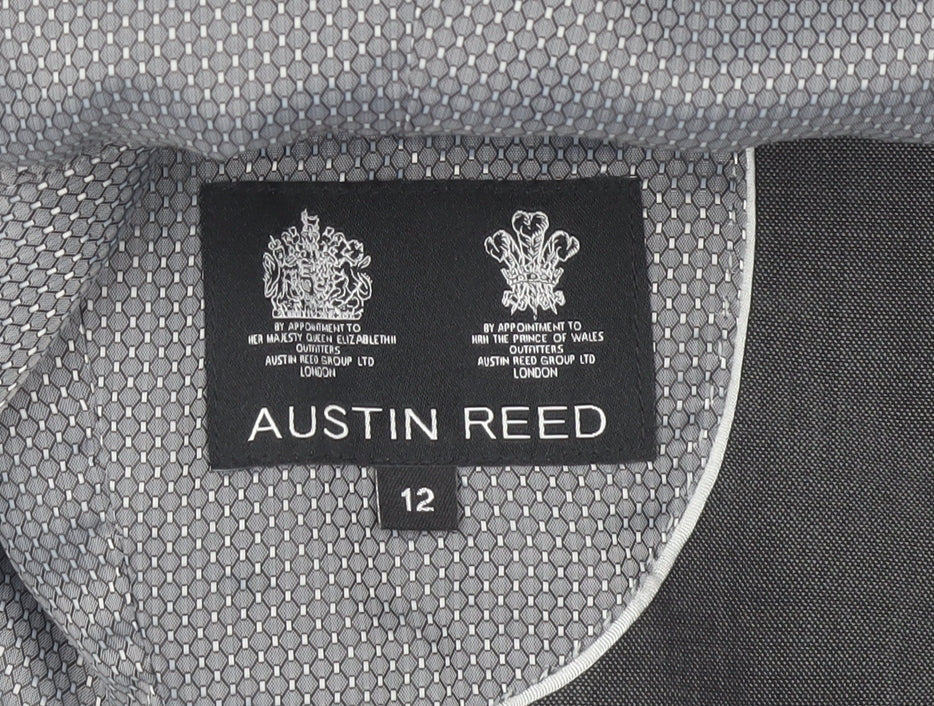 BY APPOINTMENT TO
HER MAJESTY QUEEN ELIZABETH II
OUTFITTERS
AUSTIN REED GROUP LTD
LONDON
BY APPOINTMENT TO
HRH THE PRINCE OF WALES
OUTFITTERS
AUSTIN REED GROUP LTD
LONDON
AUSTIN REED
12